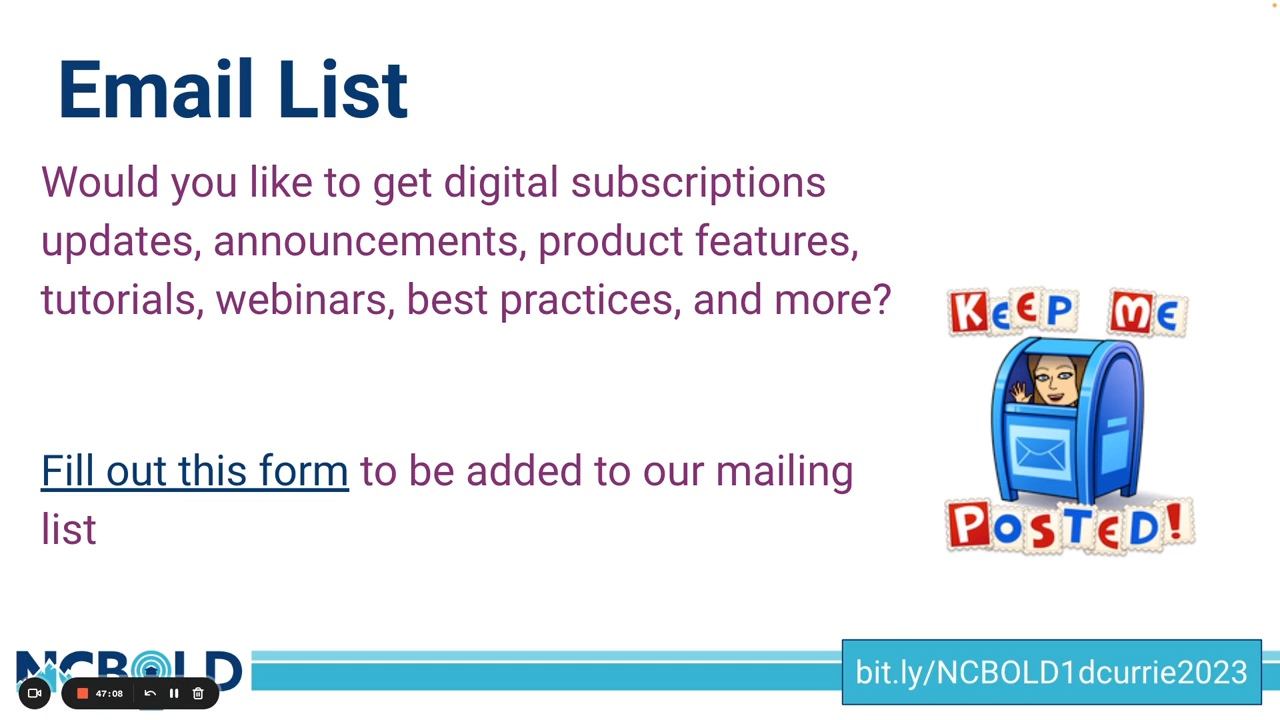 Email List
Would you like to get digital subscriptions
updates, announcements, product features,
tutorials, webinars, best practices, and more?
KEEP ME
POSTED!
Fill out this form to be added to our mailing
list
NCBOLD
47:08
bit.ly/NCBOLD1dcurrie2023